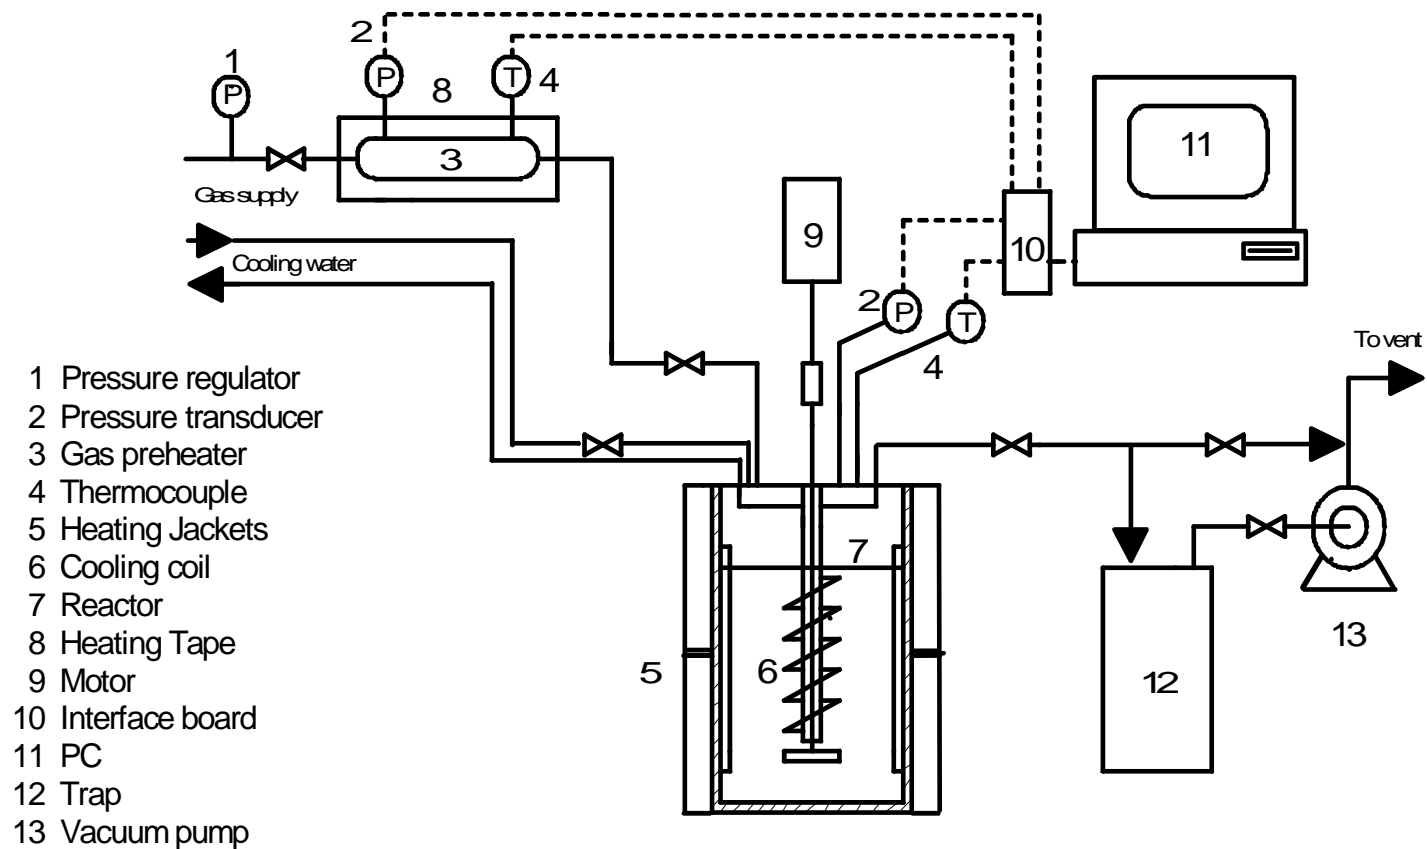 2
1
P
T
4
8
P
11
3
Gas supply
9
10
Cooling water
2
P
T
To vent
4
1 Pressure regulator
2 Pressure transducer
3 Gas preheater
4 Thermocouple
5 Heating Jackets
6 Cooling coil
7 Reactor
8 Heating Tape
9 Motor
10 Interface board
11 PC
12 Trap
13 Vacuum pump
7
13
5
6
12